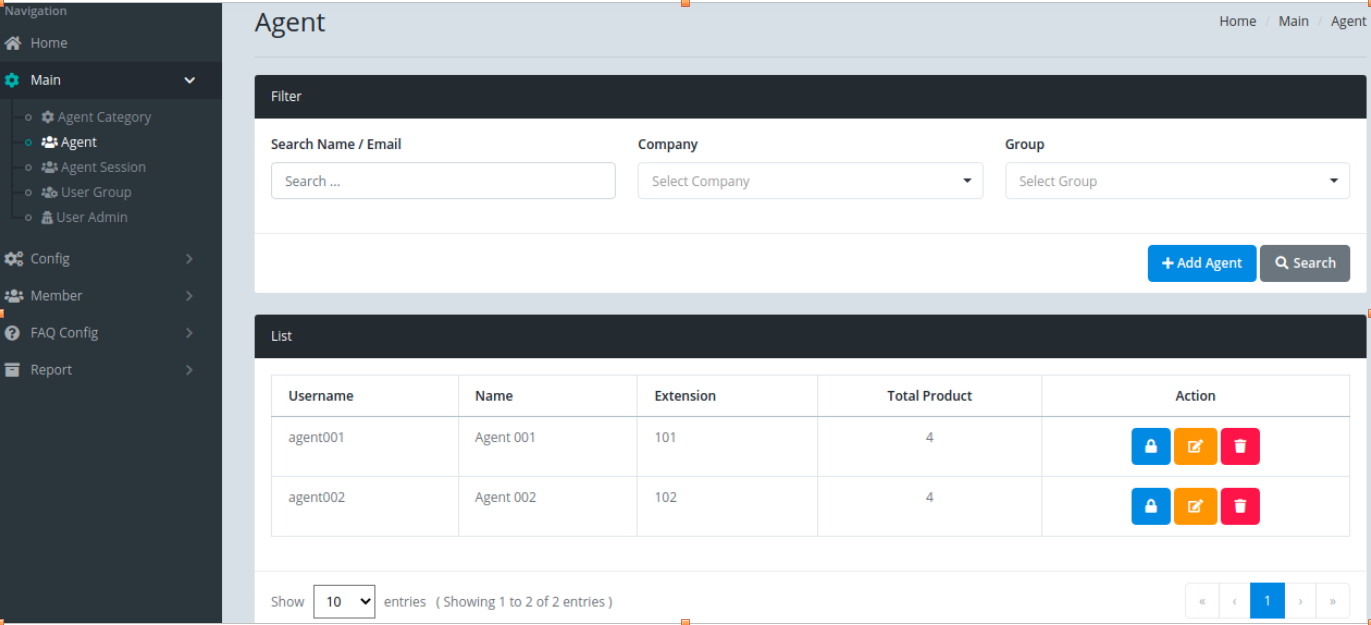 Navigation
Home
Main
Agent Category
Agent
Agent Session
User Group
User Admin
Config
Member
FAQ Config
Report
Agent
Home / Main / Agent
Filter
Search Name / Email
Search ...
Company
Select Company
Group
Select Group
+ Add Agent
Search
List
Username Name Extension Total Product Action
agent001 Agent 001 101 4
agent002 Agent 002 102 4
Show 10 entries ( Showing 1 to 2 of 2 entries )
« ‹ 1 › »